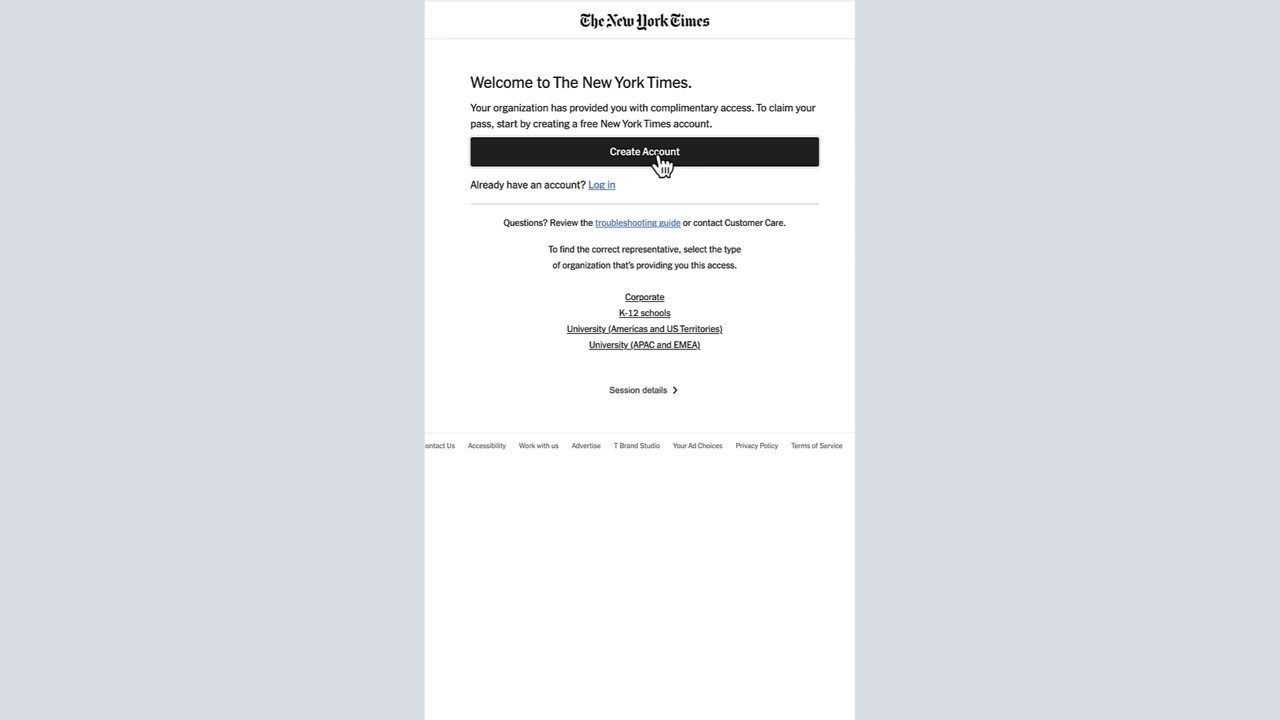 The New York Times
Welcome to The New York Times.
Your organization has provided you with complimentary access. To claim your
pass, start by creating a free New York Times account.
Create Account
Already have an account? Log in
Questions? Review the troubleshooting guide or contact Customer Care.
To find the correct representative, select the type
of organization that's providing you this access.
Corporate
K-12 schools
University (Americas and US Territories)
University (APAC and EMEA)
Session details
ontact Us Accessibility Work with us Advertise T Brand Studio Your Ad Choices Privacy Policy Terms of Service